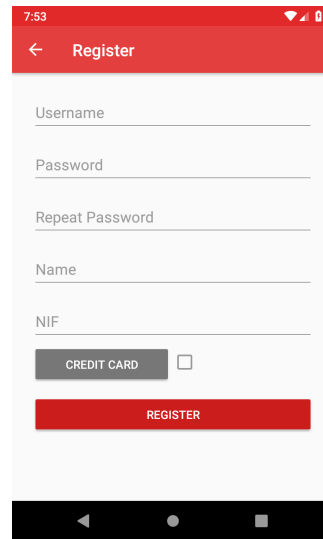 7:53
Register
Username
Password
Repeat Password
Name
NIF
CREDIT CARD
REGISTER